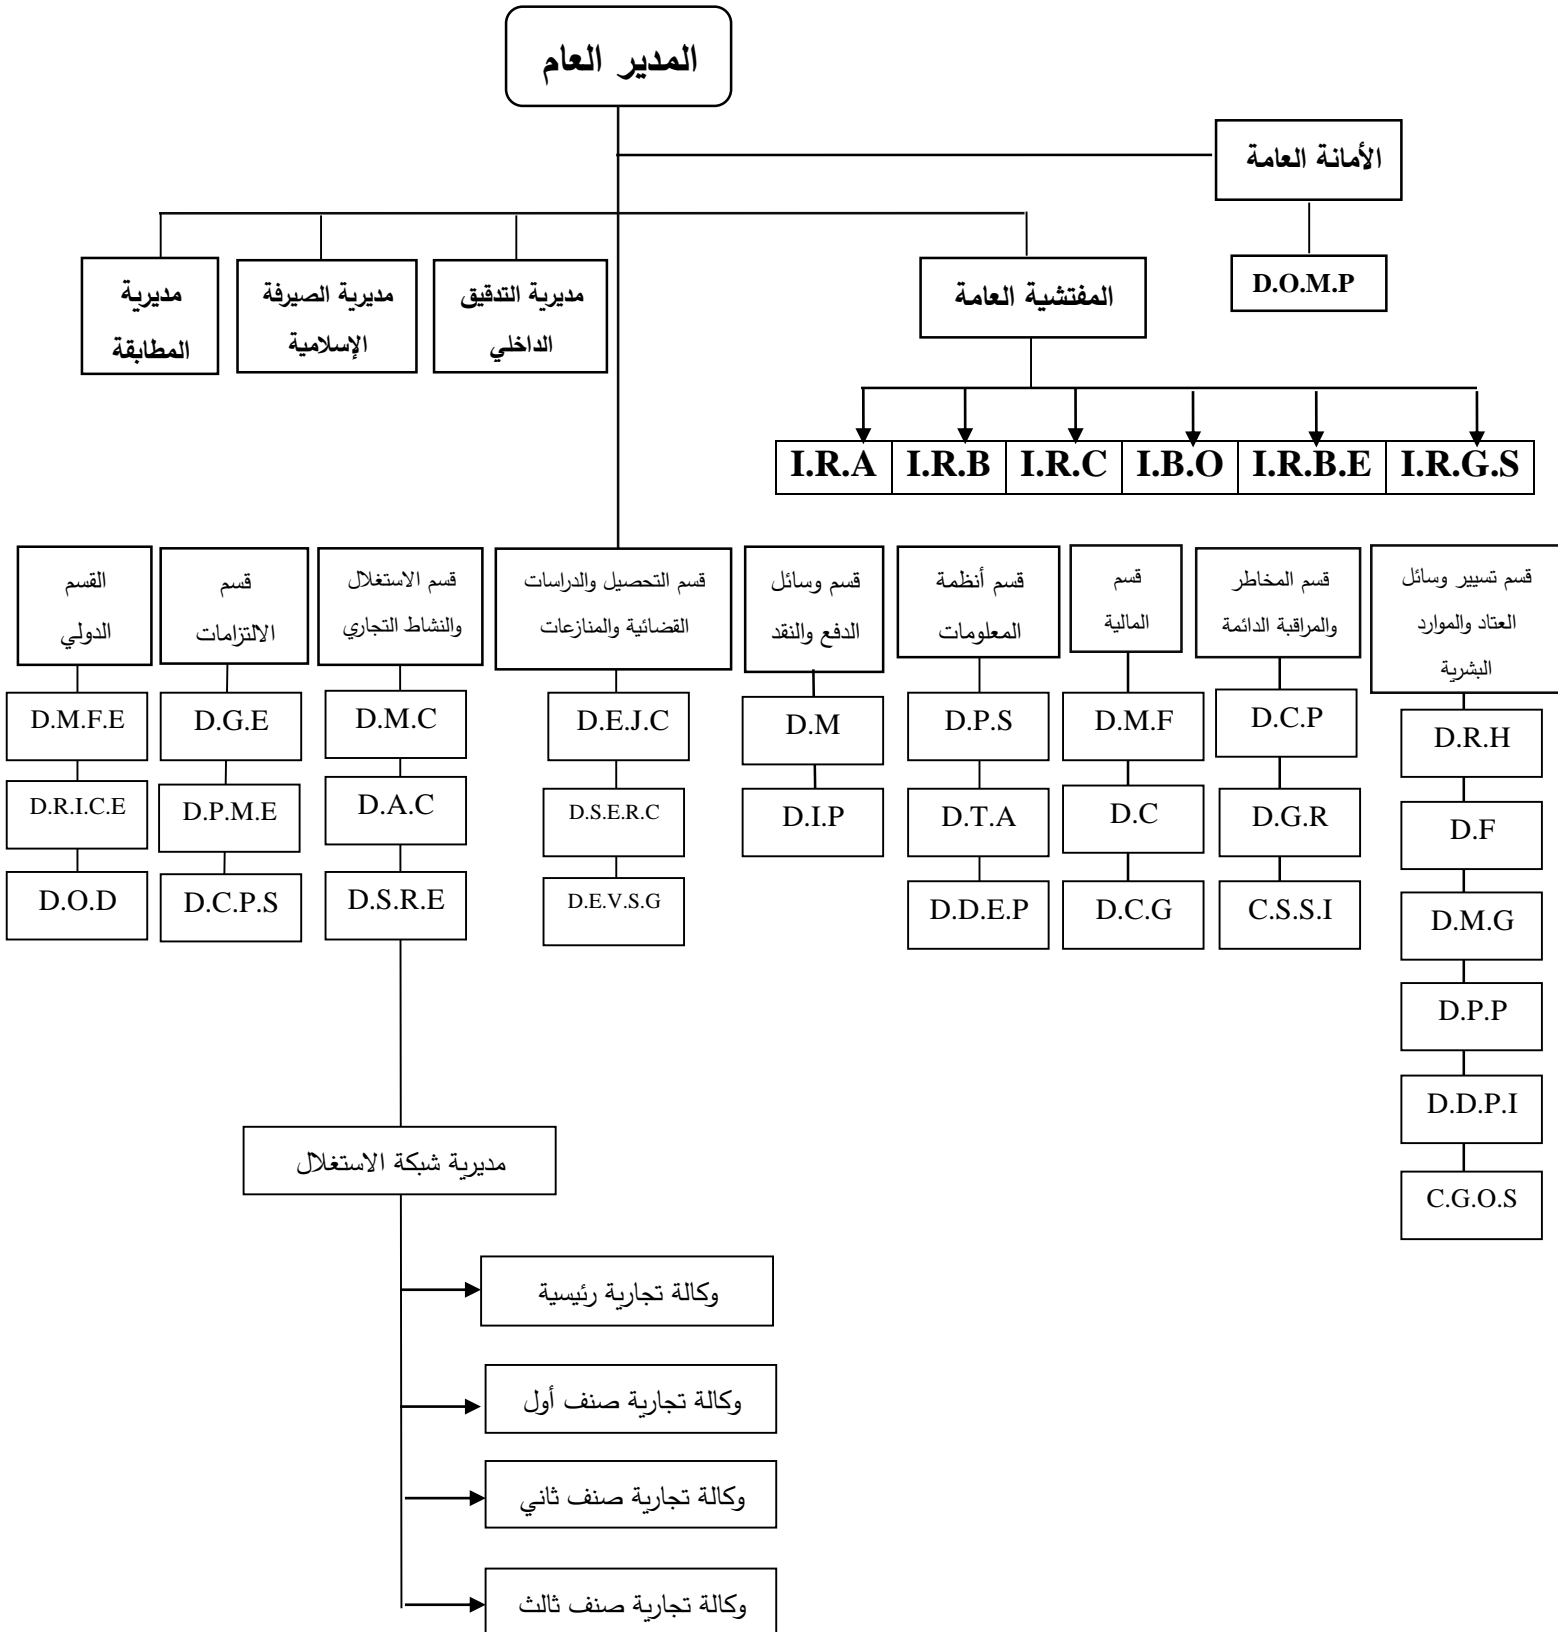 المدير العام
الأمانة العامة
D.O.M.P
المفتشية العامة
مديرية التدقيق
الداخلي
مديرية الصيرفة
الإسلامية
مديرية
المطابقة
I.R.A
I.R.B
I.R.C
I.B.O
I.R.B.E
I.R.G.S
قسم تسيير وسائل
العتاد والموارد
البشرية
D.R.H
D.F
D.M.G
D.P.P
D.D.P.I
C.G.O.S
قسم المخاطر
والمراقبة الدائمة
D.C.P
D.G.R
C.S.S.I
قسم
المالية
D.M.F
D.C
D.C.G
قسم أنظمة
المعلومات
D.P.S
D.T.A
D.D.E.P
قسم وسائل
الدفع والنقد
D.M
D.I.P
قسم التحصيل والدراسات
القضائية والمنازعات
D.E.J.C
D.S.E.R.C
D.E.V.S.G
قسم الاستغلال
والنشاط التجاري
D.M.C
D.A.C
D.S.R.E
قسم
الالتزامات
D.G.E
D.P.M.E
D.C.P.S
القسم
الدولي
D.M.F.E
D.R.I.C.E
D.O.D
مديرية شبكة الاستغلال
وكالة تجارية رئيسية
وكالة تجارية صنف أول
وكالة تجارية صنف ثاني
وكالة تجارية صنف ثالث